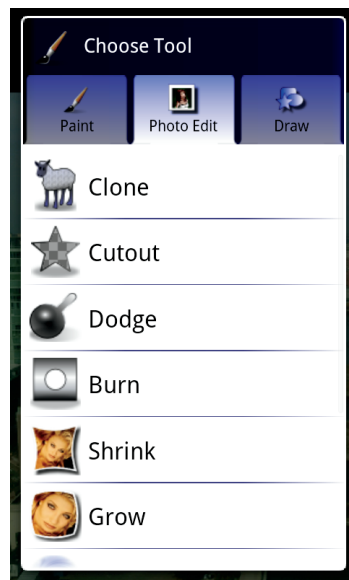 Choose Tool
Paint
Photo Edit
Draw
Clone
Cutout
Dodge
Burn
Shrink
Grow